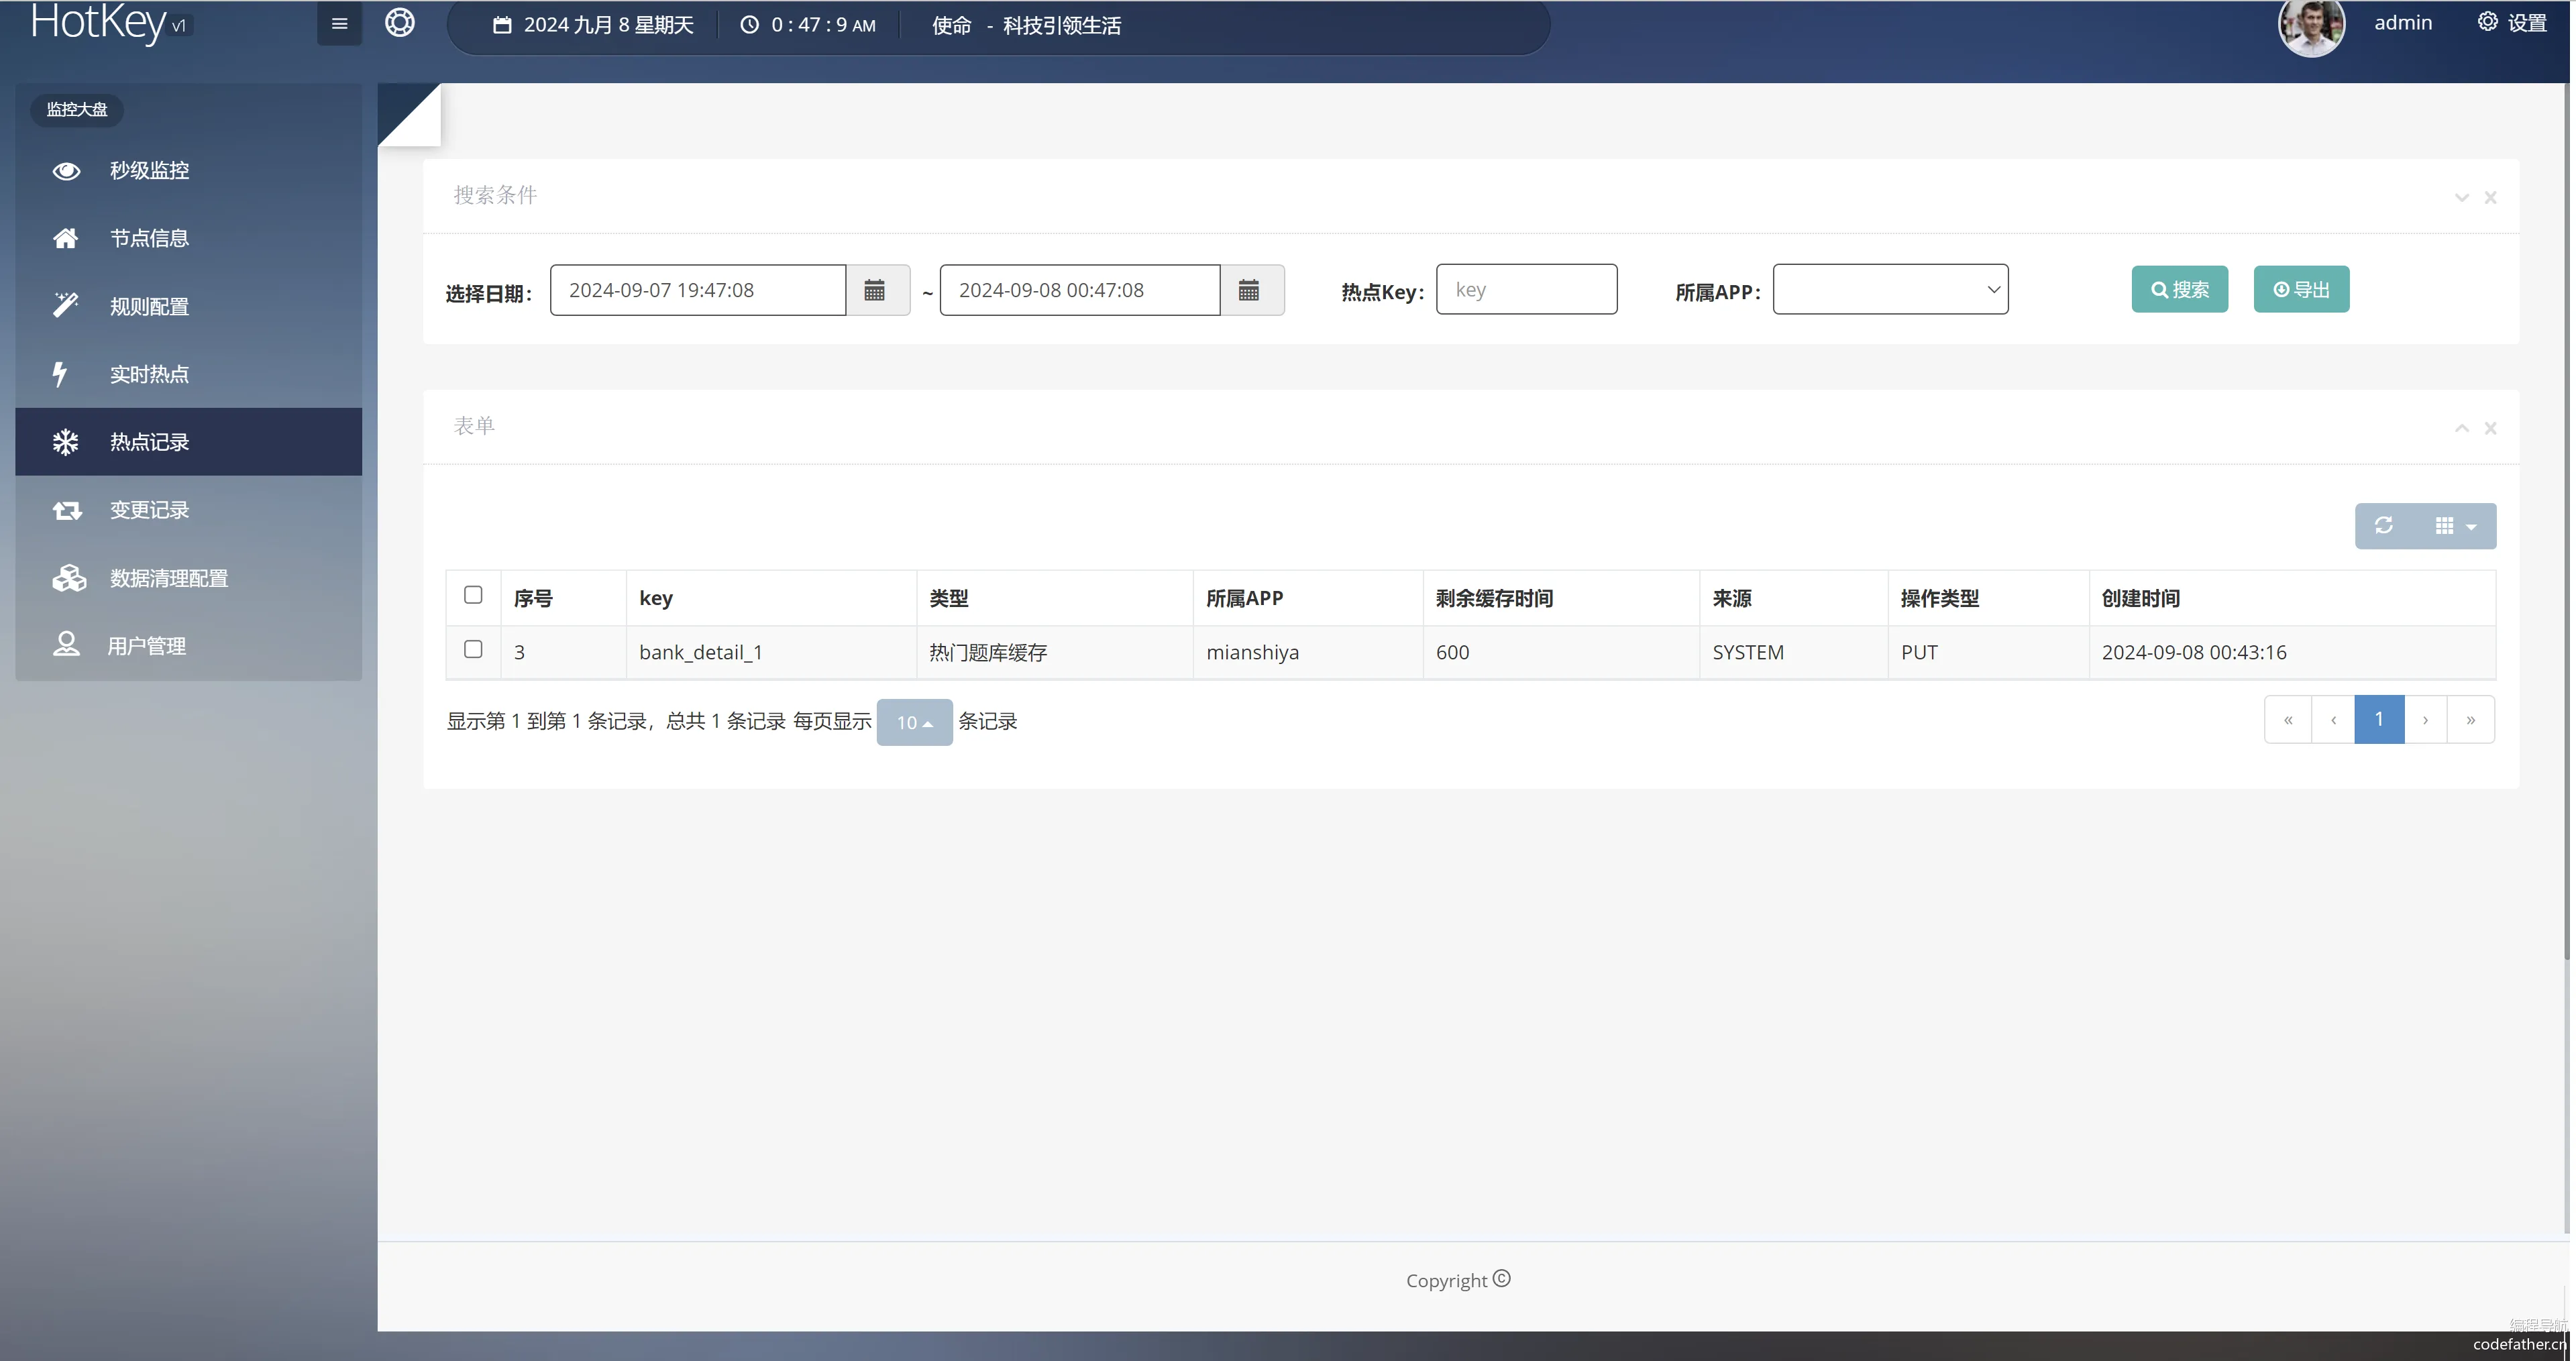 HotKey v1
2024 九月 8 星期天 0 : 47 : 9 AM 使命 - 科技引领生活
admin 设置
监控大盘
秒级监控
节点信息
规则配置
实时热点
热点记录
变更记录
数据清理配置
用户管理
搜索条件
选择日期: 2024-09-07 19:47:08 ~ 2024-09-08 00:47:08 热点Key: key 所属APP: 搜索 导出
表单
序号 key 类型 所属APP 剩余缓存时间 来源 操作类型 创建时间
3 bank_detail_1 热门题库缓存 mianshiya 600 SYSTEM PUT 2024-09-08 00:43:16
显示第 1 到第 1 条记录，总共 1 条记录 每页显示 10 条记录
« ‹ 1 › »
Copyright ©
编程导航
codefather.cn